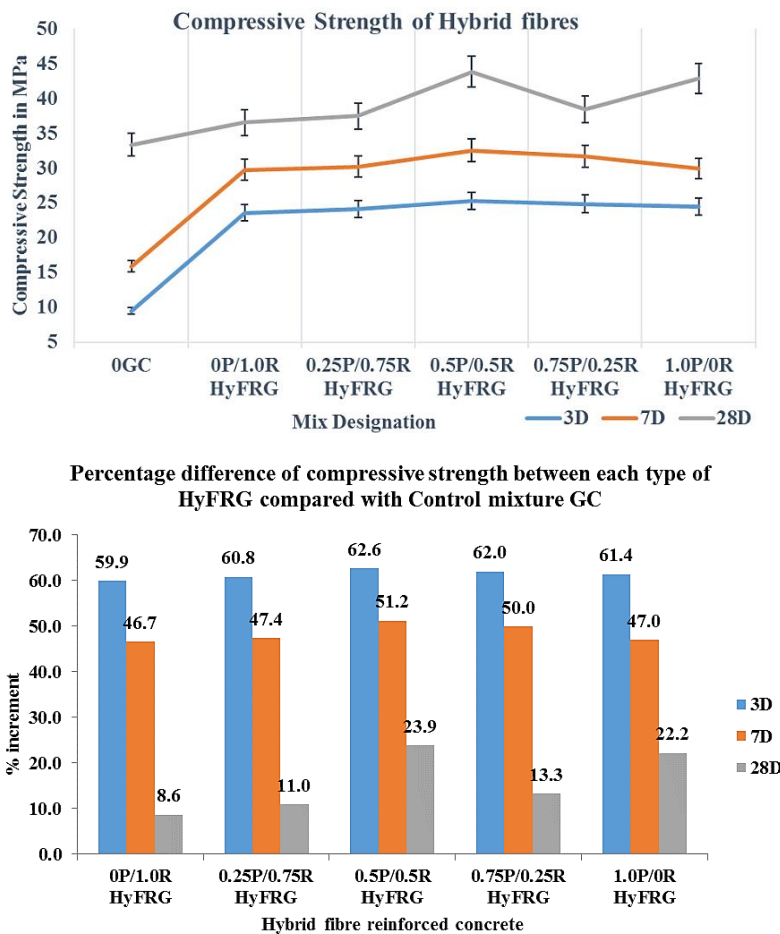 Compressive Strength of Hybrid fibres
50
45
40
35
30
25
20
15
10
5
Compressive Strength in MPa
0GC
0P/1.0R
HyFRG
0.25P/0.75R
HyFRG
0.5P/0.5R
HyFRG
0.75P/0.25R
HyFRG
1.0P/0R
HyFRG
Mix Designation
3D
7D
28D
Percentage difference of compressive strength between each type of
HyFRG compared with Control mixture GC
70.0
60.0
50.0
40.0
30.0
20.0
10.0
0.0
% increment
59.9
46.7
8.6
60.8
47.4
11.0
62.6
51.2
23.9
62.0
50.0
13.3
61.4
47.0
22.2
3D
7D
28D
0P/1.0R
HyFRG
0.25P/0.75R
HyFRG
0.5P/0.5R
HyFRG
0.75P/0.25R
HyFRG
1.0P/0R
HyFRG
Hybrid fibre reinforced concrete